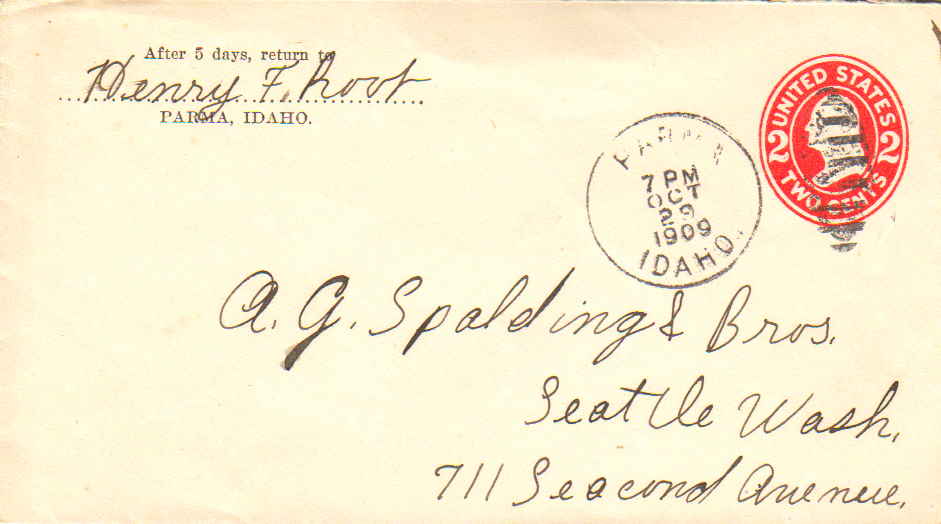 After 5 days, return to
Henry F. Root.
PARMA, IDAHO.
UNITED STATES
2 2
TWO CENTS
PARMA
7 PM
OCT
29
1909
IDAHO.
A. G. Spalding & Bros.
Seattle Wash.
711 Seacond Avenue.